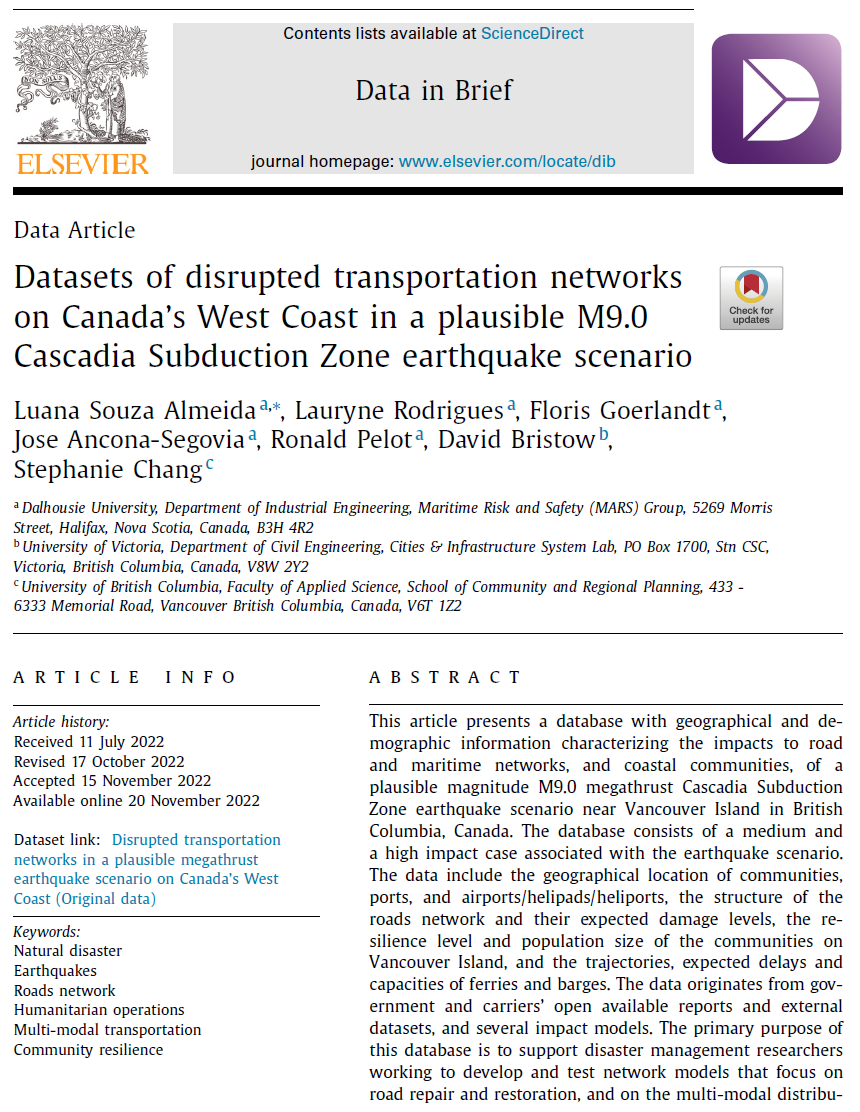 Contents lists available at ScienceDirect
Data in Brief
ELSEVIER
journal homepage: www.elsevier.com/locate/dib
Data Article
Datasets of disrupted transportation networks
on Canada's West Coast in a plausible M9.0
Cascadia Subduction Zone earthquake scenario
Check for
updates
Luana Souza Almeida a,*, Lauryne Rodrigues a, Floris Goerlandt a,
Jose Ancona-Segovia a, Ronald Pelot a, David Bristow b,
Stephanie Chang c
a Dalhousie University, Department of Industrial Engineering, Maritime Risk and Safety (MARS) Group, 5269 Morris
Street, Halifax, Nova Scotia, Canada, B3H 4R2
b University of Victoria, Department of Civil Engineering, Cities & Infrastructure System Lab, PO Box 1700, Stn CSC,
Victoria, British Columbia, Canada, V8W 2Y2
c University of British Columbia, Faculty of Applied Science, School of Community and Regional Planning, 433 -
6333 Memorial Road, Vancouver British Columbia, Canada, V6T 1Z2
ARTICLE INFO
Article history:
Received 11 July 2022
Revised 17 October 2022
Accepted 15 November 2022
Available online 20 November 2022
Dataset link: Disrupted transportation
networks in a plausible megathrust
earthquake scenario on Canada's West
Coast (Original data)
Keywords:
Natural disaster
Earthquakes
Roads network
Humanitarian operations
Multi-modal transportation
Community resilience
ABSTRACT
This article presents a database with geographical and de-
mographic information characterizing the impacts to road
and maritime networks, and coastal communities, of a
plausible magnitude M9.0 megathrust Cascadia Subduction
Zone earthquake scenario near Vancouver Island in British
Columbia, Canada. The database consists of a medium and
a high impact case associated with the earthquake scenario.
The data include the geographical location of communities,
ports, and airports/helipads/heliports, the structure of the
roads network and their expected damage levels, the re-
silience level and population size of the communities on
Vancouver Island, and the trajectories, expected delays and
capacities of ferries and barges. The data originates from gov-
ernment and carriers' open available reports and external
datasets, and several impact models. The primary purpose of
this database is to support disaster management researchers
working to develop and test network models that focus on
road repair and restoration, and on the multi-modal distribu-